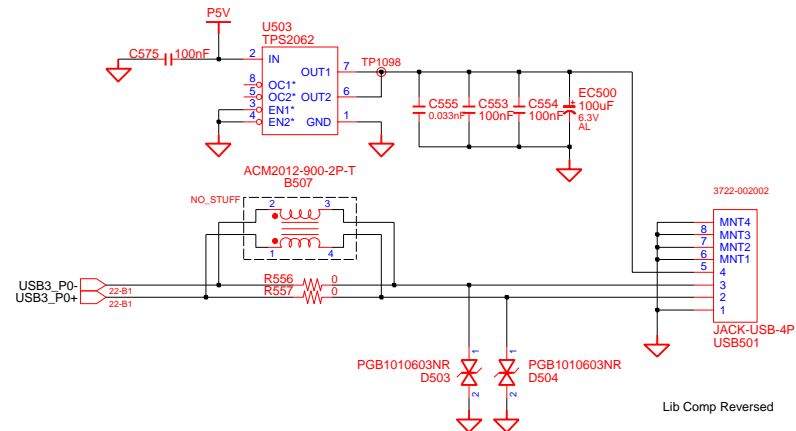 P5V
U503
TPS2062
C575 100nF
2 IN
OUT1 7
TP1098
8 OC1*
5 OC2*
OUT2 6
3 EN1*
4 EN2*
GND 1
C555
0.033nF
C553
100nF
C554
100nF
EC500
+
100uF
6.3V
AL
ACM2012-900-2P-T
B507
NO_STUFF
2 3
1 4
3722-002002
MNT4
8 MNT3
7 MNT2
6 MNT1
5 4
4 3
3 2
2 1
1
USB3_P0- 22-B1
USB3_P0+ 22-B1
R556 0
R557 0
JACK-USB-4P
USB501
PGB1010603NR
D503
1
2
PGB1010603NR
D504
1
2
Lib Comp Reversed